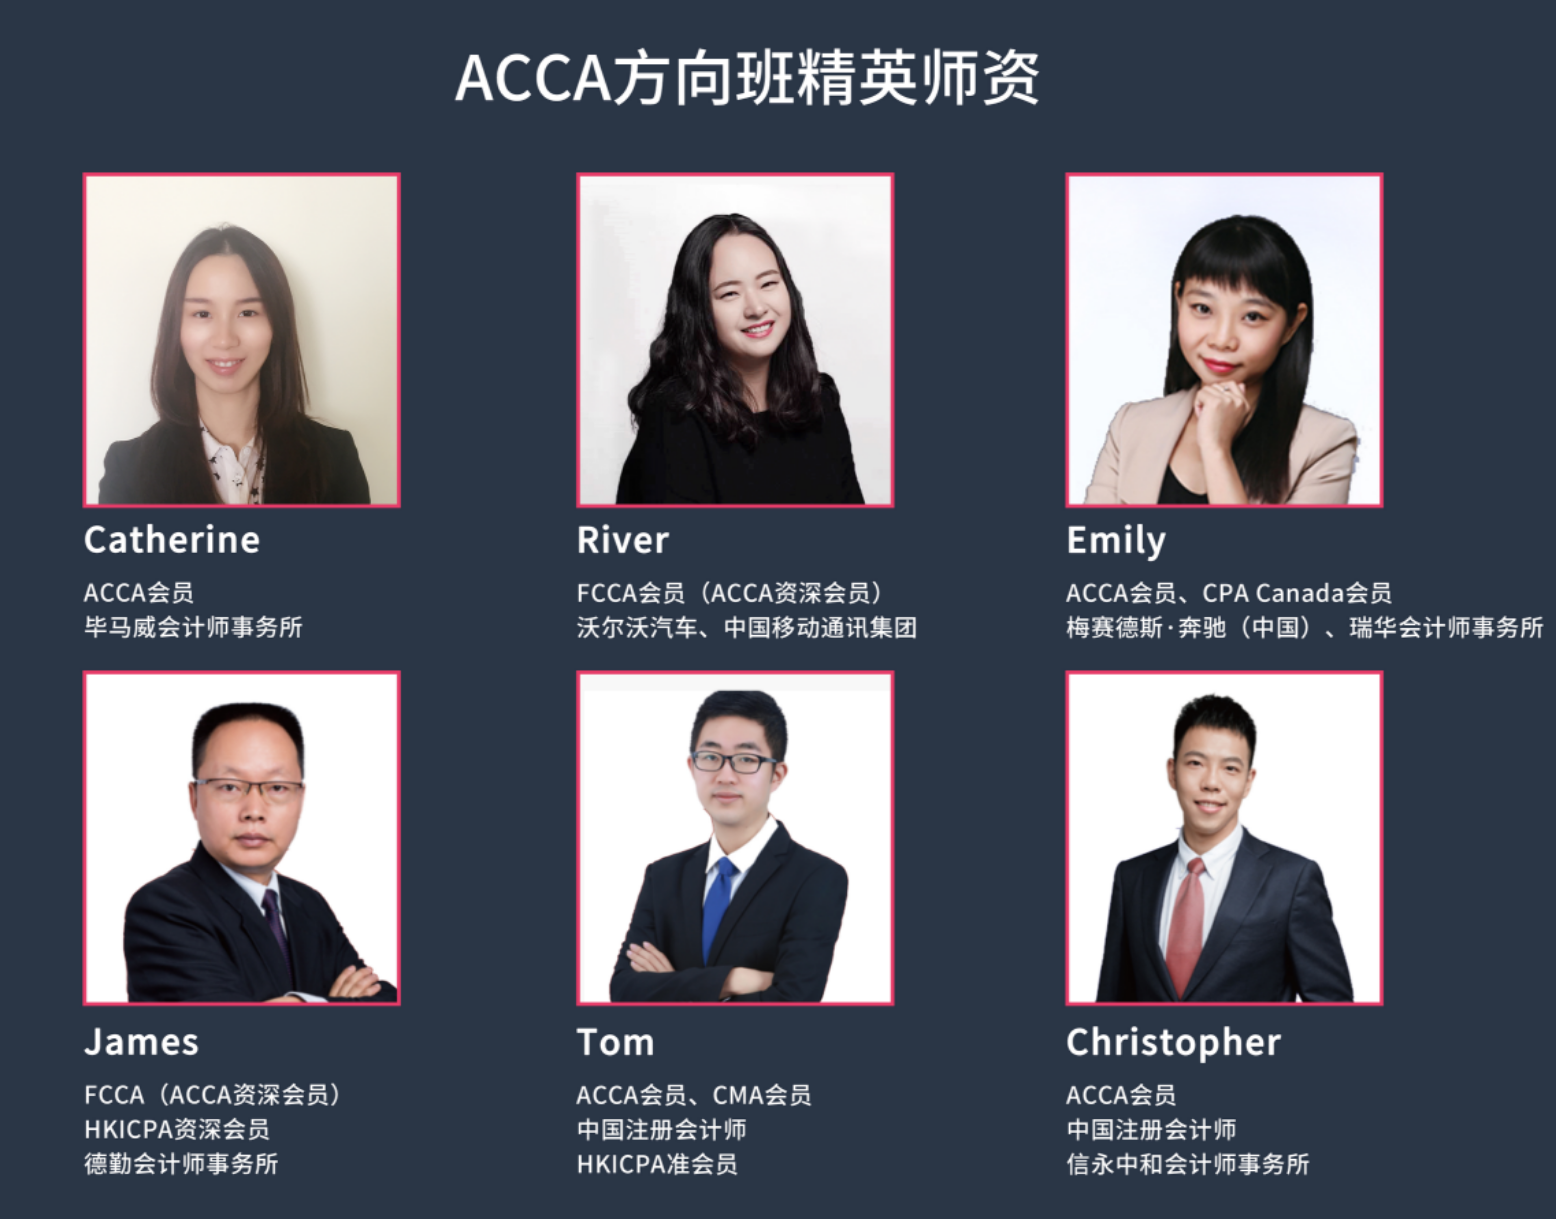 ACCA方向班精英师资
Catherine
ACCA会员
毕马威会计师事务所
River
FCCA会员（ACCA资深会员）
沃尔沃汽车、中国移动通讯集团
Emily
ACCA会员、CPA Canada会员
梅赛德斯·奔驰（中国）、瑞华会计师事务所
James
FCCA（ACCA资深会员）
HKICPA资深会员
德勤会计师事务所
Tom
ACCA会员、CMA会员
中国注册会计师
HKICPA准会员
Christopher
ACCA会员
中国注册会计师
信永中和会计师事务所